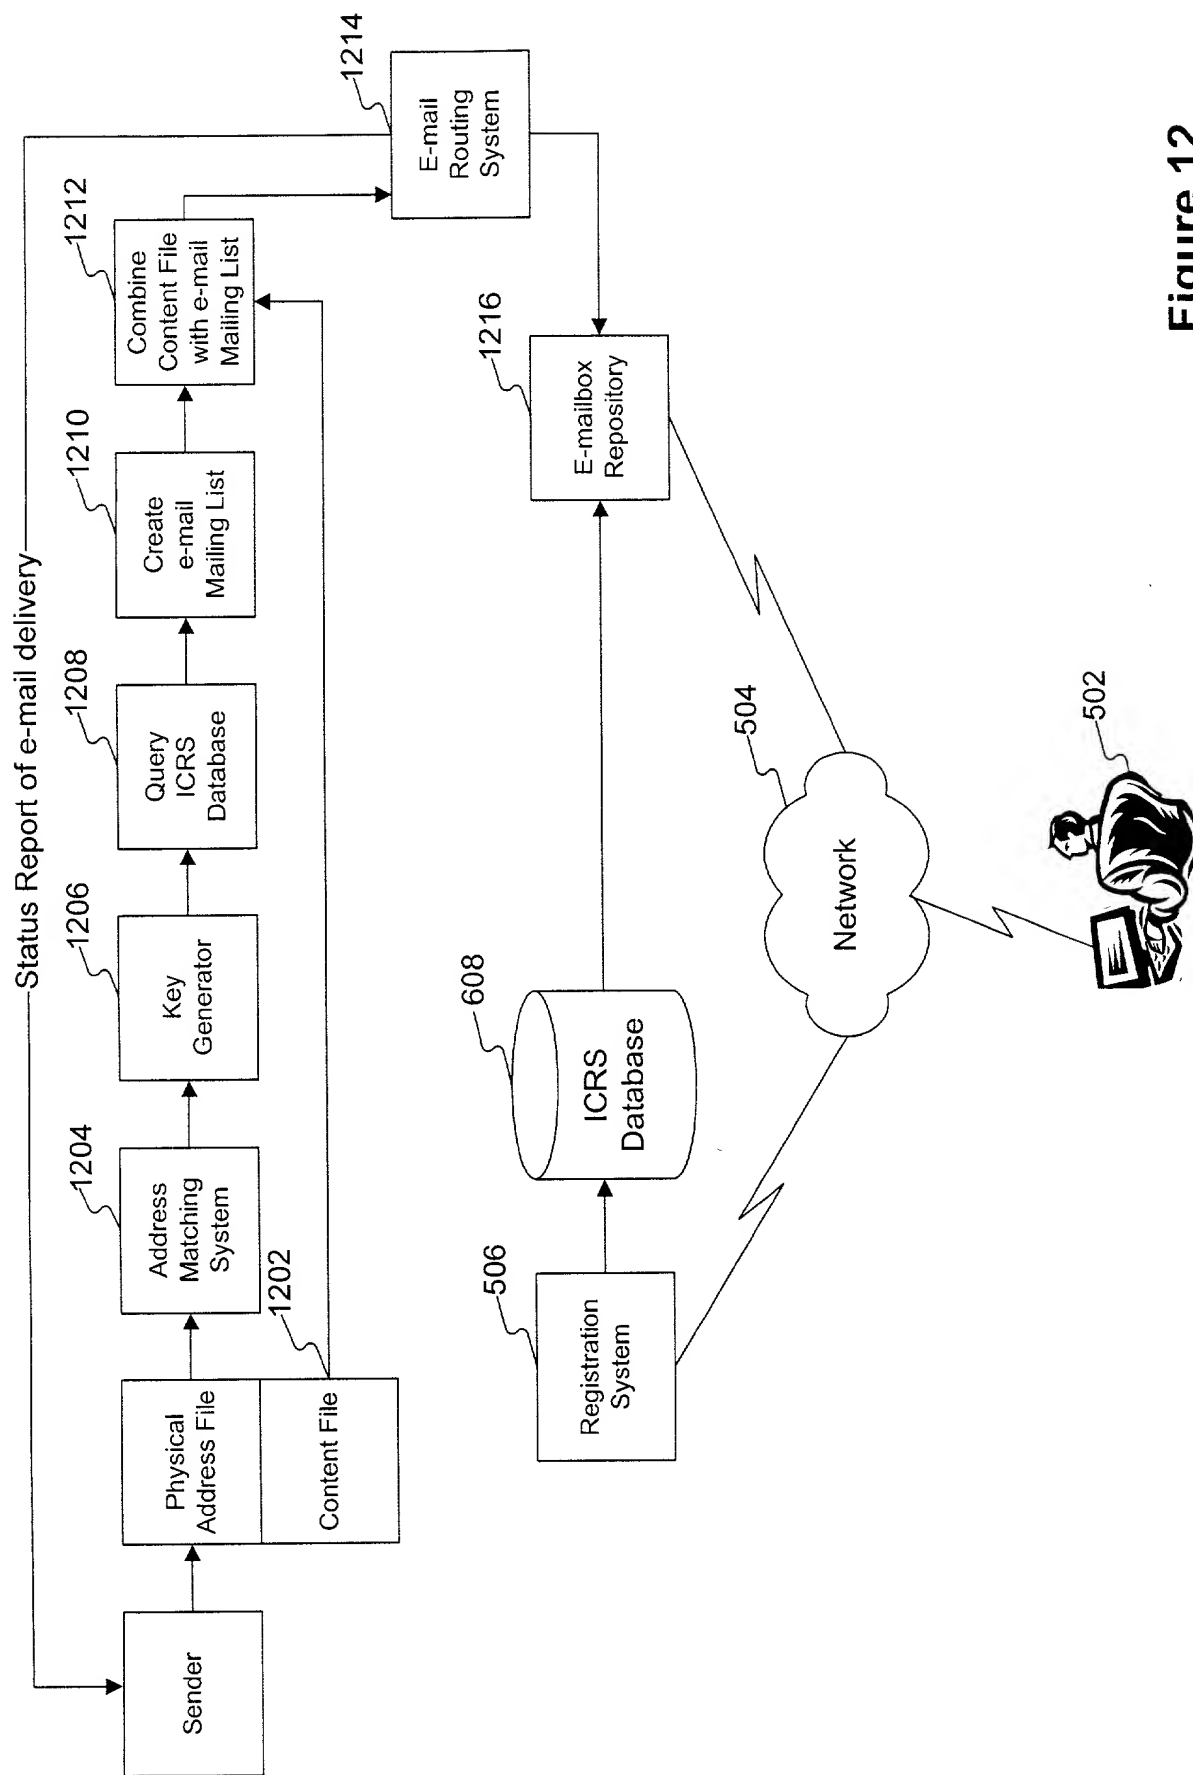 Status Report of e-mail delivery
Sender
Physical
Address File
Content File
1202
Address
Matching
System
1204
Key
Generator
1206
Query
ICRS
Database
1208
Create
e-mail
Mailing List
1210
Combine
Content File
with e-mail
Mailing List
1212
E-mail
Routing
System
1214
Registration
System
506
ICRS
Database
608
E-mailbox
Repository
1216
Network
504
502
Figure 12